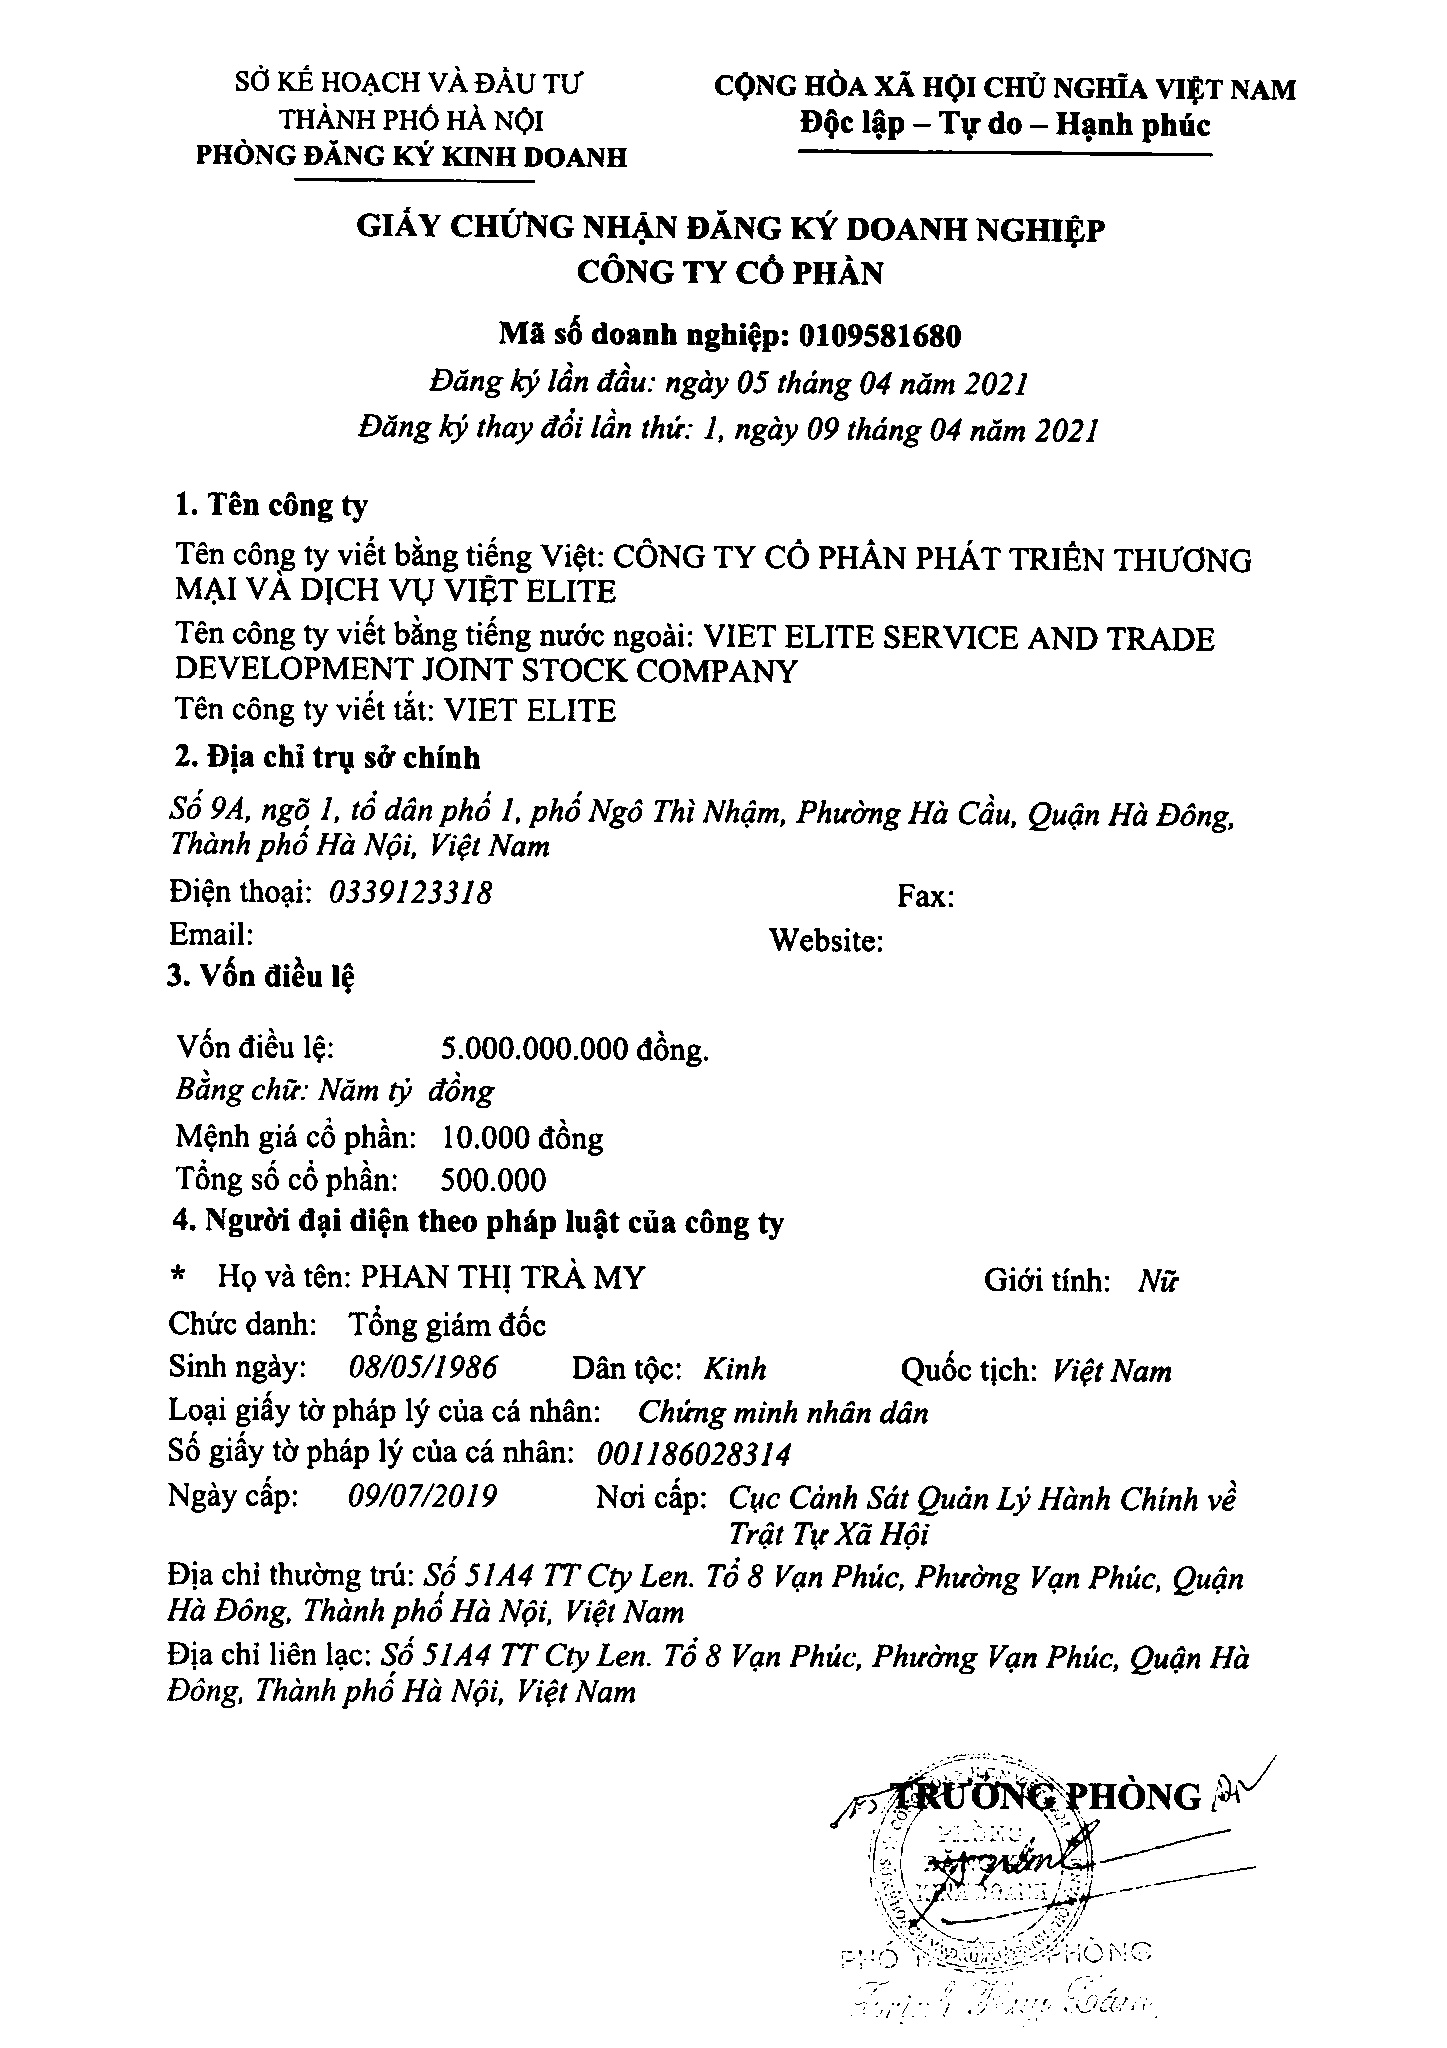 SỞ KẾ HOẠCH VÀ ĐẦU TƯ
THÀNH PHỐ HÀ NỘI
PHÒNG ĐĂNG KÝ KINH DOANH
CỘNG HÒA XÃ HỘI CHỦ NGHĨA VIỆT NAM
Độc lập – Tự do – Hạnh phúc
GIẤY CHỨNG NHẬN ĐĂNG KÝ DOANH NGHIỆP
CÔNG TY CỔ PHẦN
Mã số doanh nghiệp: 0109581680
Đăng ký lần đầu: ngày 05 tháng 04 năm 2021
Đăng ký thay đổi lần thứ: 1, ngày 09 tháng 04 năm 2021
1. Tên công ty
Tên công ty viết bằng tiếng Việt: CÔNG TY CỔ PHẦN PHÁT TRIỂN THƯƠNG
MẠI VÀ DỊCH VỤ VIỆT ELITE
Tên công ty viết bằng tiếng nước ngoài: VIET ELITE SERVICE AND TRADE
DEVELOPMENT JOINT STOCK COMPANY
Tên công ty viết tắt: VIET ELITE
2. Địa chỉ trụ sở chính
Số 9A, ngõ 1, tổ dân phố 1, phố Ngô Thì Nhậm, Phường Hà Cầu, Quận Hà Đông,
Thành phố Hà Nội, Việt Nam
Điện thoại: 0339123318 Fax:
Email: Website:
3. Vốn điều lệ
Vốn điều lệ: 5.000.000.000 đồng.
Bằng chữ: Năm tỷ đồng
Mệnh giá cổ phần: 10.000 đồng
Tổng số cổ phần: 500.000
4. Người đại diện theo pháp luật của công ty
* Họ và tên: PHAN THỊ TRÀ MY Giới tính: Nữ
Chức danh: Tổng giám đốc
Sinh ngày: 08/05/1986 Dân tộc: Kinh Quốc tịch: Việt Nam
Loại giấy tờ pháp lý của cá nhân: Chứng minh nhân dân
Số giấy tờ pháp lý của cá nhân: 001186028314
Ngày cấp: 09/07/2019 Nơi cấp: Cục Cảnh Sát Quản Lý Hành Chính về
Trật Tự Xã Hội
Địa chỉ thường trú: Số 51A4 TT Cty Len. Tổ 8 Vạn Phúc, Phường Vạn Phúc, Quận
Hà Đông, Thành phố Hà Nội, Việt Nam
Địa chỉ liên lạc: Số 51A4 TT Cty Len. Tổ 8 Vạn Phúc, Phường Vạn Phúc, Quận Hà
Đông, Thành phố Hà Nội, Việt Nam
TRƯỞNG PHÒNG
PHÒNG
ĐĂNG KÝ
KINH DOANH
PHÓ TRƯỞNG PHÒNG
Trịnh Huy